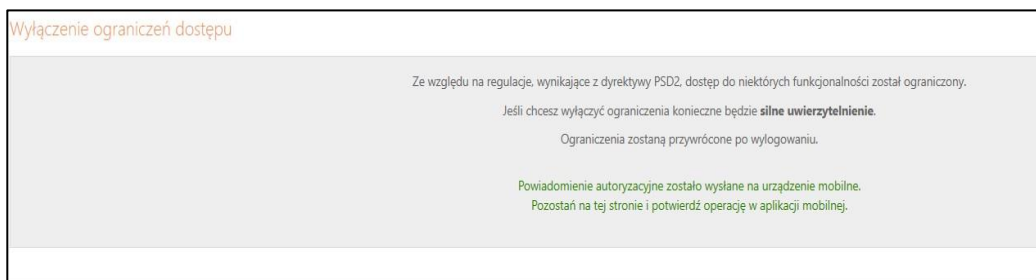 Wyłączenie ograniczeń dostępu
Ze względu na regulacje, wynikające z dyrektywy PSD2, dostęp do niektórych funkcjonalności został ograniczony.
Jeśli chcesz wyłączyć ograniczenia konieczne będzie silne uwierzytelnienie.
Ograniczenia zostaną przywrócone po wylogowaniu.
Powiadomienie autoryzacyjne zostało wysłane na urządzenie mobilne.
Pozostań na tej stronie i potwierdź operację w aplikacji mobilnej.